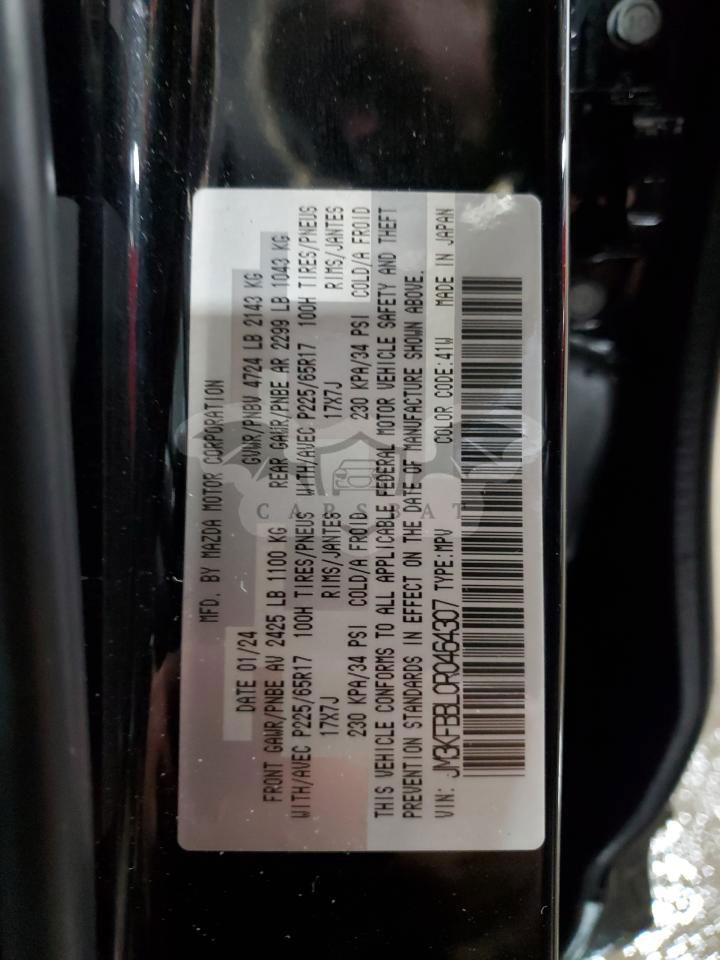 MFD. BY MAZDA MOTOR CORPORATION
DATE 01/24 GVWR/PNBV 4724 LB 2143 KG
FRONT GAWR/PNBE AV 2425 LB 1100 KG REAR GAWR/PNBE AR 2299 LB 1043 KG
WITH/AVEC P225/65R17 100H TIRES/PNEUS WITH/AVEC P225/65R17 100H TIRES/PNEUS
17X7J RIMS/JANTES 17X7J RIMS/JANTES
230 KPA/34 PSI COLD/A FROID 230 KPA/34 PSI COLD/A FROID
THIS VEHICLE CONFORMS TO ALL APPLICABLE FEDERAL MOTOR VEHICLE SAFETY AND THEFT
PREVENTION STANDARDS IN EFFECT ON THE DATE OF MANUFACTURE SHOWN ABOVE.
VIN: JM3KFBBL0R0464307 TYPE:MPV COLOR CODE:41W MADE IN JAPAN
CARSBAT